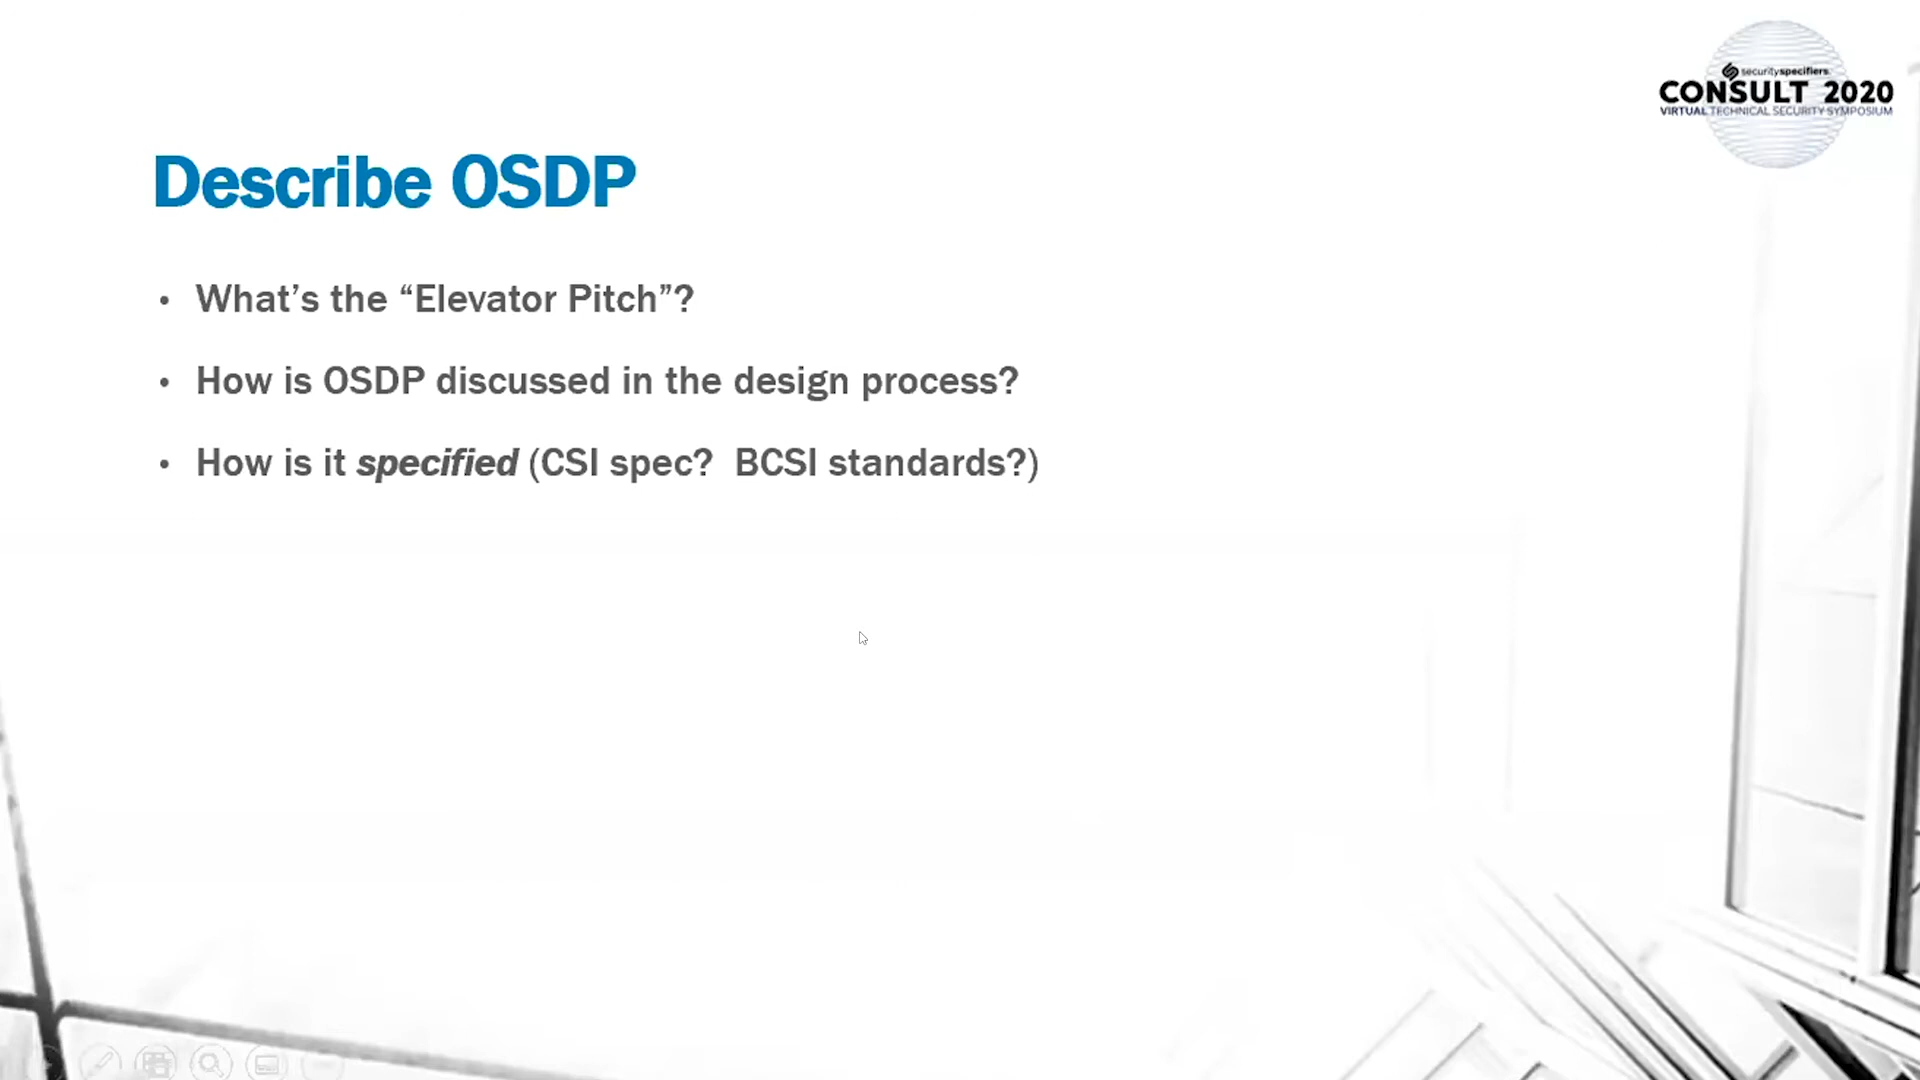 securityspecifiers
CONSULT 2020
VIRTUAL TECHNICAL SECURITY SYMPOSIUM
Describe OSDP
• What’s the “Elevator Pitch”?
• How is OSDP discussed in the design process?
• How is it specified (CSI spec?  BCSI standards?)